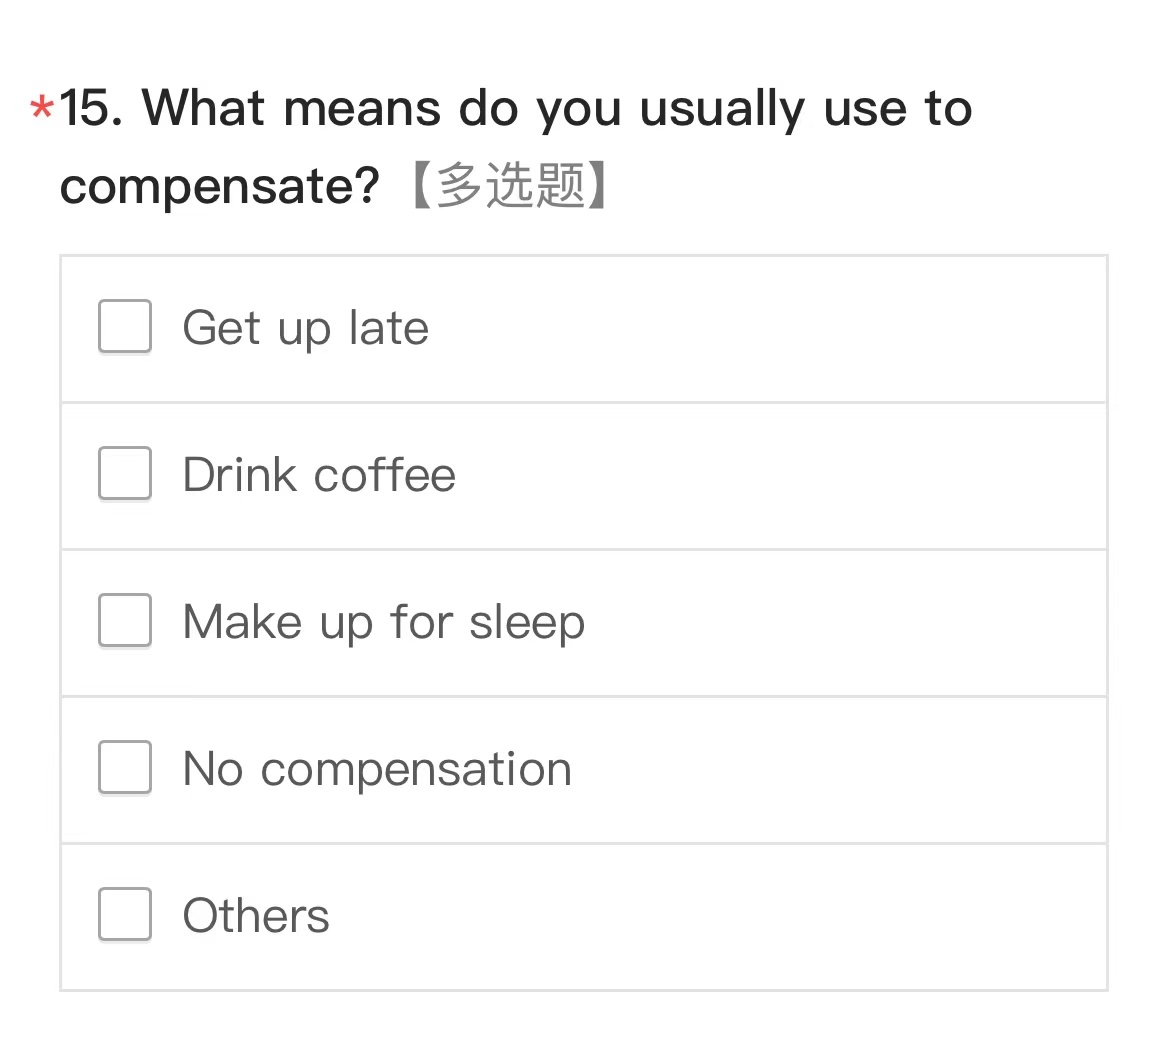 *15. What means do you usually use to
compensate?【多选题】
Get up late
Drink coffee
Make up for sleep
No compensation
Others